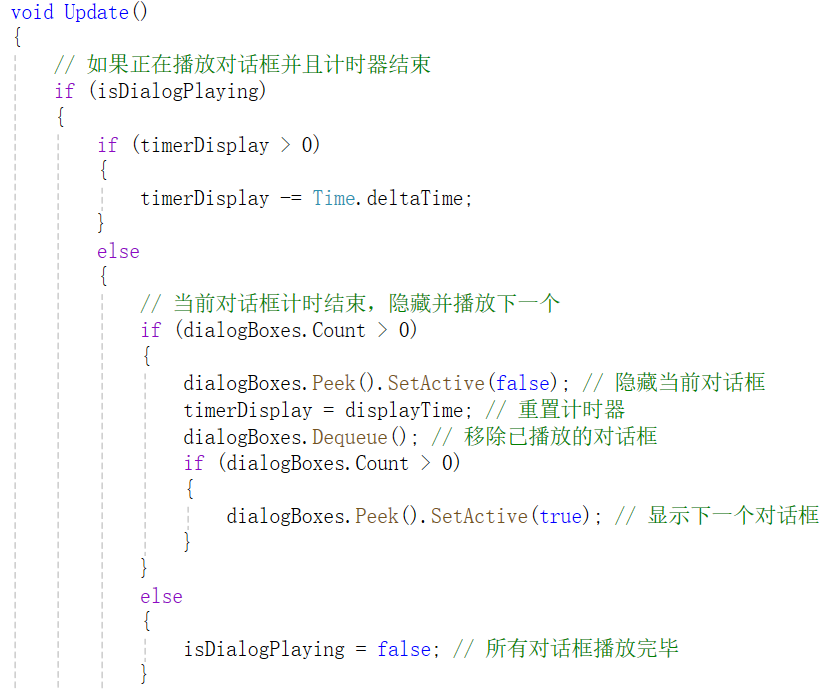 void Update()
{
// 如果正在播放对话框并且计时器结束
if (isDialogPlaying)
{
if (timerDisplay > 0)
{
timerDisplay -= Time.deltaTime;
}
else
{
// 当前对话框计时结束，隐藏并播放下一个
if (dialogBoxes.Count > 0)
{
dialogBoxes.Peek().SetActive(false); // 隐藏当前对话框
timerDisplay = displayTime; // 重置计时器
dialogBoxes.Dequeue(); // 移除已播放的对话框
if (dialogBoxes.Count > 0)
{
dialogBoxes.Peek().SetActive(true); // 显示下一个对话框
}
}
else
{
isDialogPlaying = false; // 所有对话框播放完毕
}